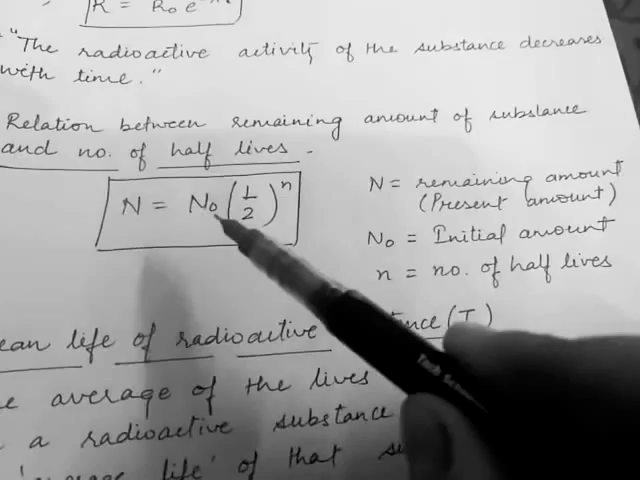 R = R₀ e
"The radioactive activity of the substance decreases
with time."
Relation between remaining amount of substance
and no. of half lives.
N = N₀ (1/2)ⁿ
N = remaining amount
(Present amount)
N₀ = Initial amount
n = no. of half lives
life of radioactive (T)
average of the lives
a radioactive substance
life' of that